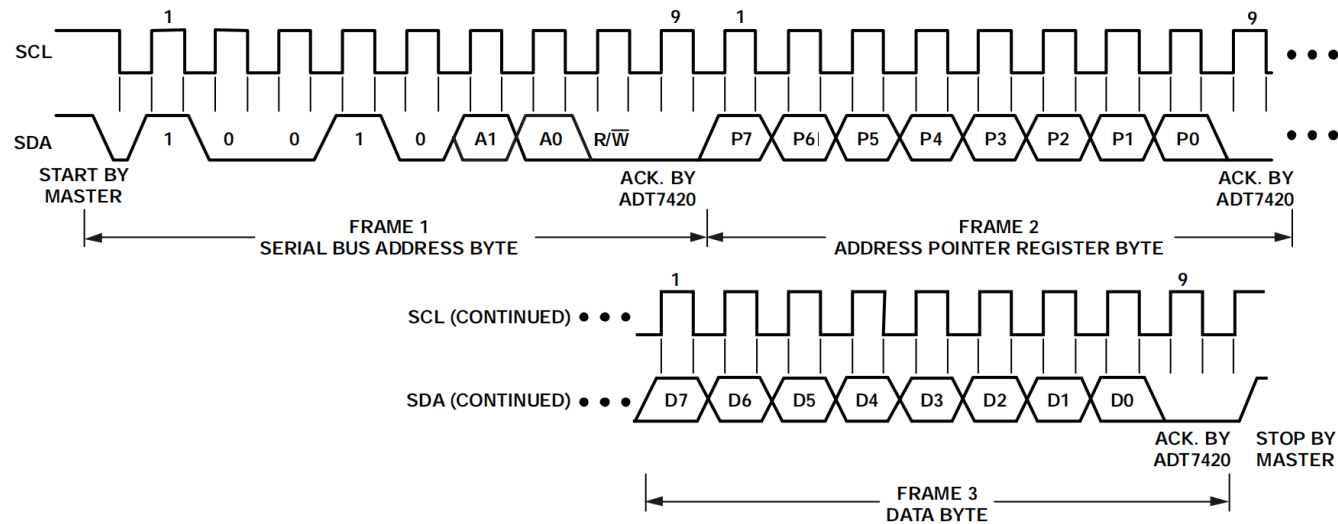 1 9 1 9
SCL
SDA 1 0 0 1 0 A1 A0 R/W̅ P7 P6 P5 P4 P3 P2 P1 P0
START BY
MASTER
ACK. BY
ADT7420
ACK. BY
ADT7420
FRAME 1
SERIAL BUS ADDRESS BYTE
FRAME 2
ADDRESS POINTER REGISTER BYTE
1 9
SCL (CONTINUED)
SDA (CONTINUED) D7 D6 D5 D4 D3 D2 D1 D0
ACK. BY
ADT7420
STOP BY
MASTER
FRAME 3
DATA BYTE